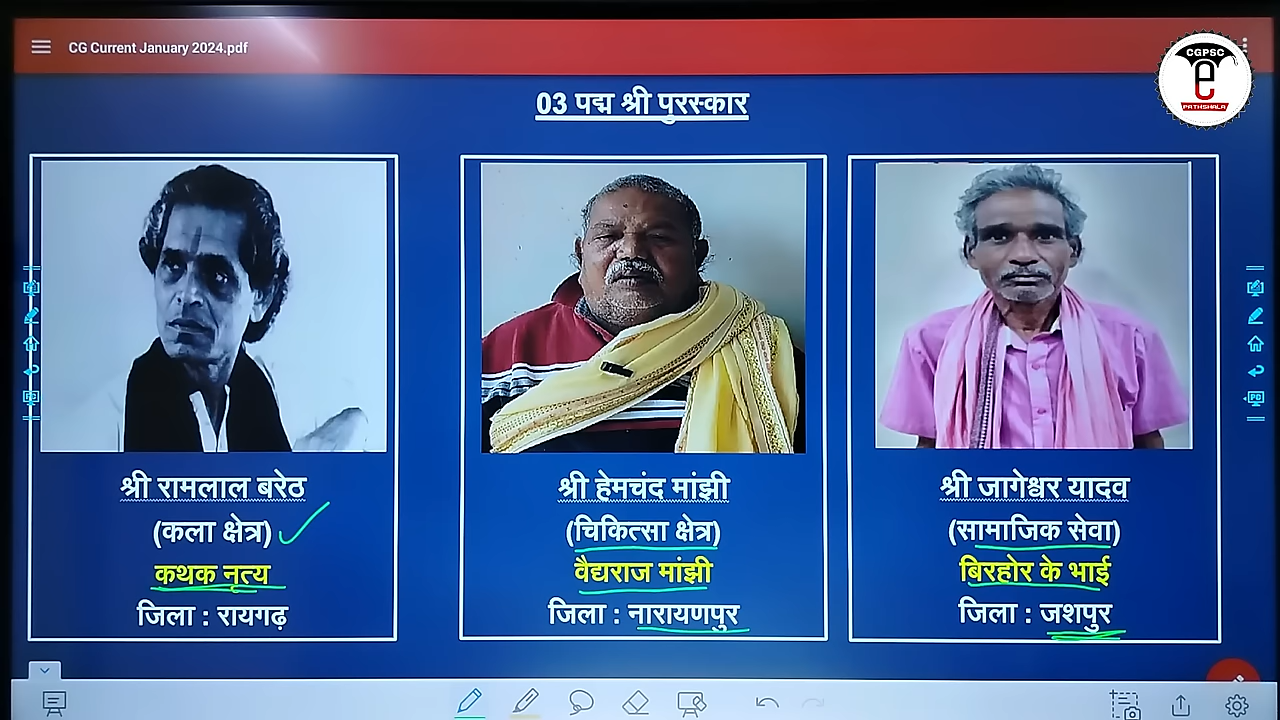 CG Current January 2024.pdf
CGPSC
e
PATHSHALA
03 पद्म श्री पुरस्कार
श्री रामलाल बरेठ
(कला क्षेत्र)
कथक नृत्य
जिला : रायगढ़
श्री हेमचंद मांझी
(चिकित्सा क्षेत्र)
वैद्यराज मांझी
जिला : नारायणपुर
श्री जागेश्वर यादव
(सामाजिक सेवा)
बिरहोर के भाई
जिला : जशपुर